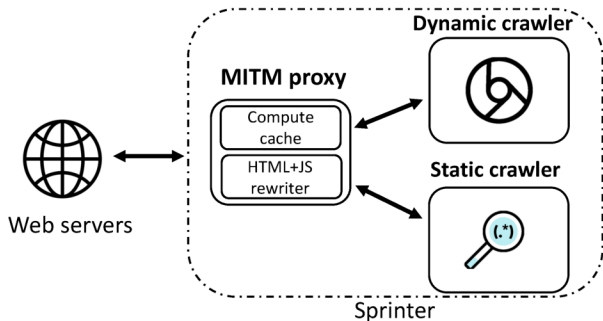 Dynamic crawler
MITM proxy
Compute
cache
HTML+JS
rewriter
Web servers
Static crawler
(.*)
Sprinter